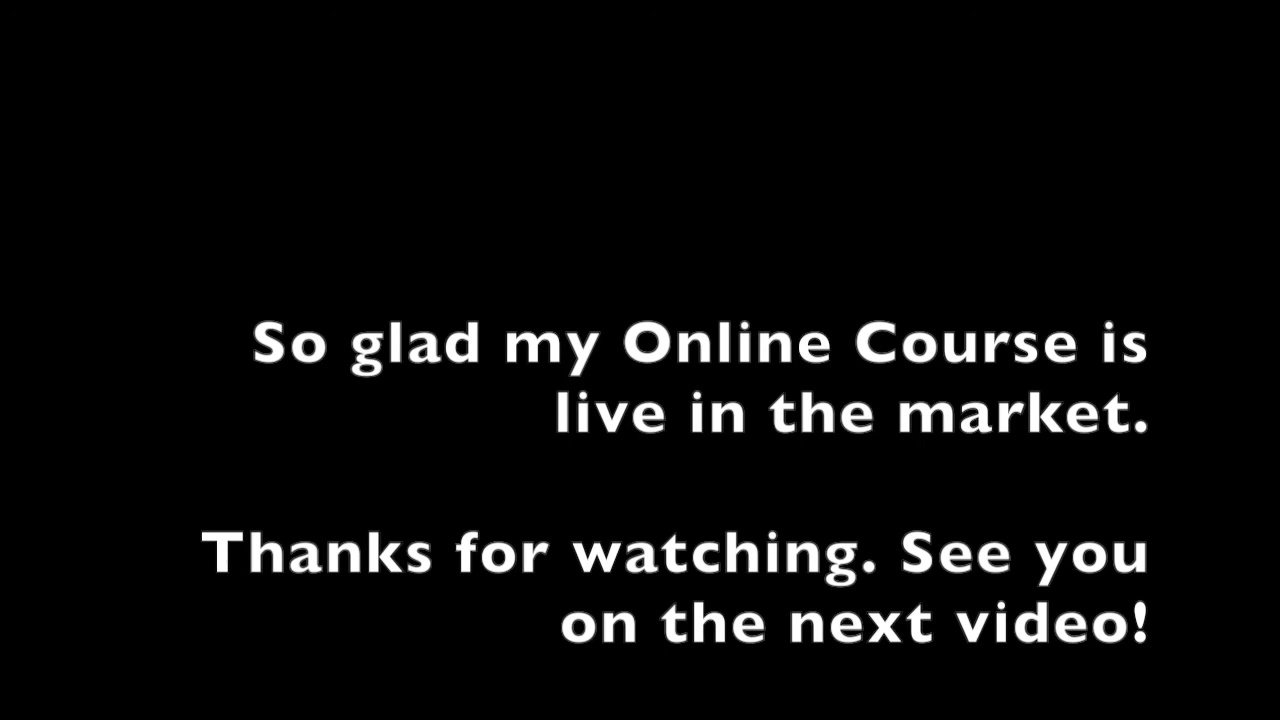 So glad my Online Course is
live in the market.
Thanks for watching. See you
on the next video!